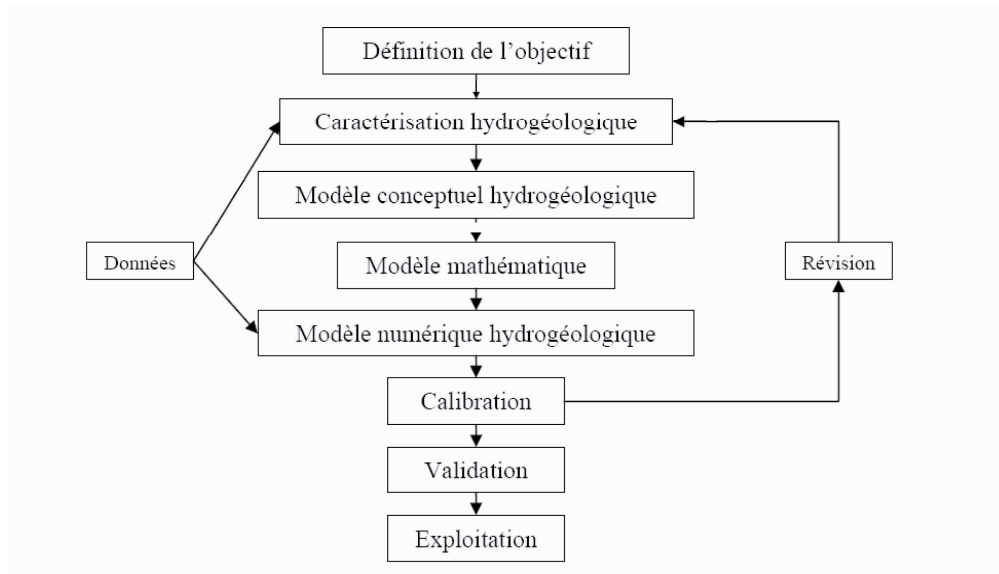 Définition de l’objectif
Caractérisation hydrogéologique
Modèle conceptuel hydrogéologique
Données
Modèle mathématique
Révision
Modèle numérique hydrogéologique
Calibration
Validation
Exploitation